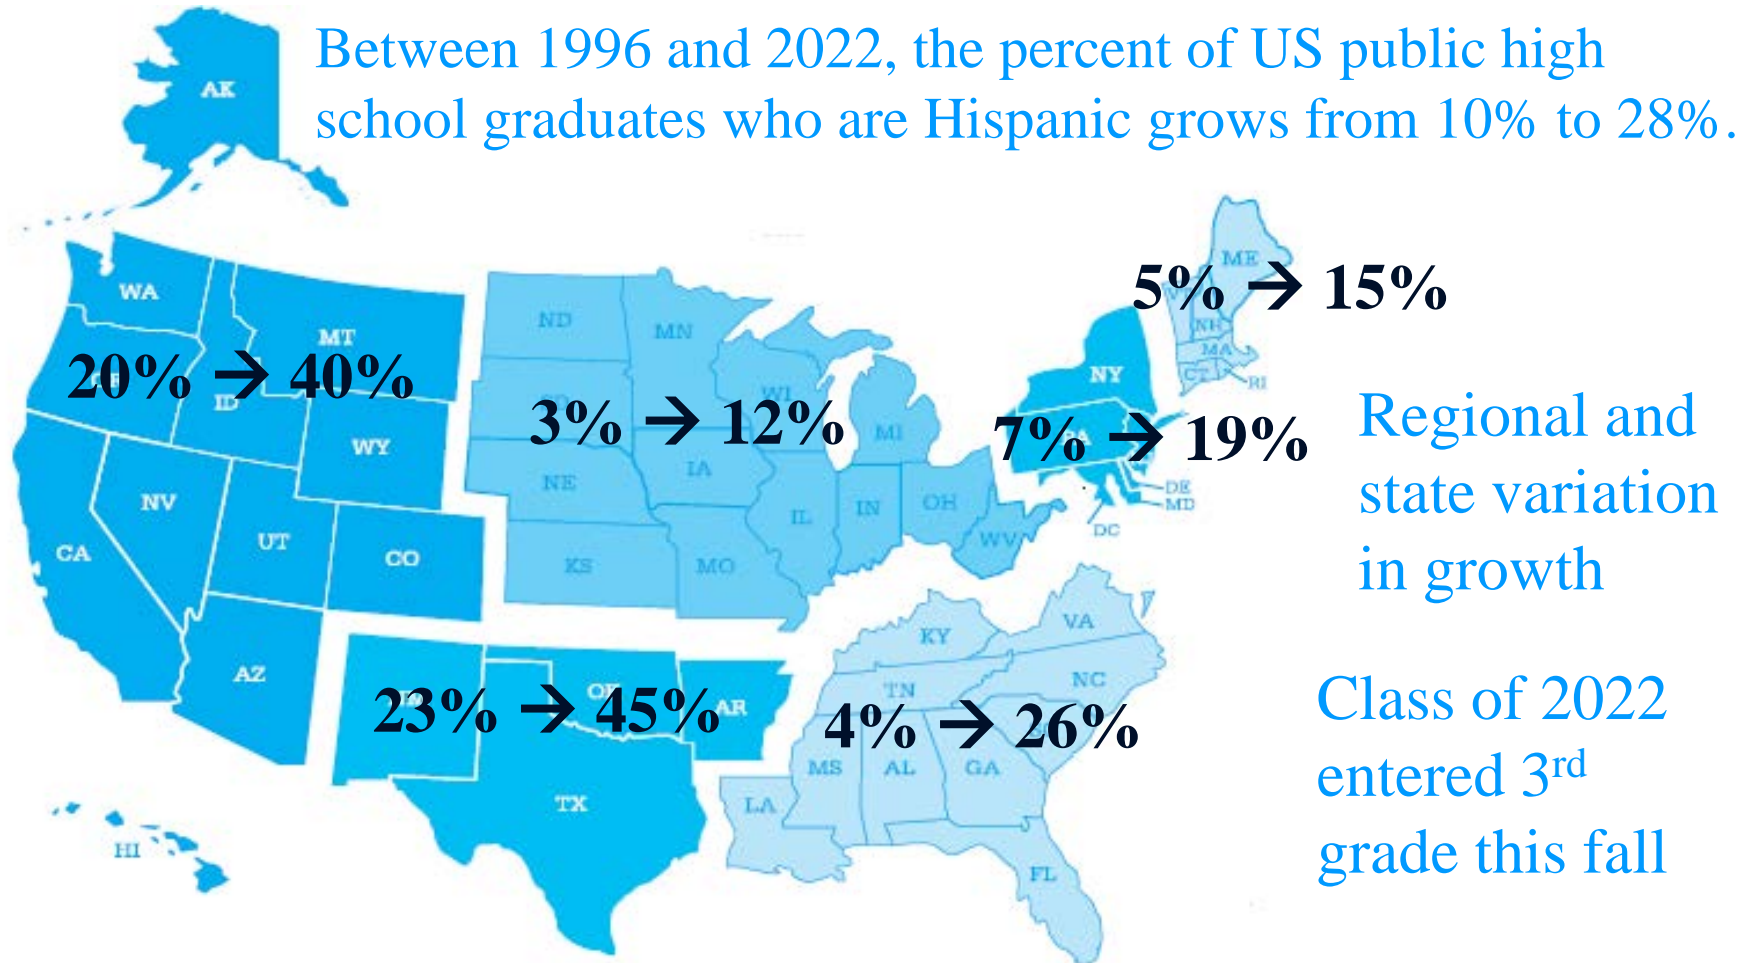 Between 1996 and 2022, the percent of US public high
school graduates who are Hispanic grows from 10% to 28%.
AK
WA
MT
ID
WY
NV
CA
UT
CO
AZ
HI
20% → 40%
ND
MN
WI
MI
NE
IA
IL
IN
OH
WV
KS
MO
3% → 12%
ME
NH
MA
CT
RI
5% → 15%
NY
DE
MD
DC
7% → 19%
OK
AR
TX
23% → 45%
KY
VA
TN
NC
MS
AL
GA
LA
FL
4% → 26%
Regional and
state variation
in growth
Class of 2022
entered 3rd
grade this fall